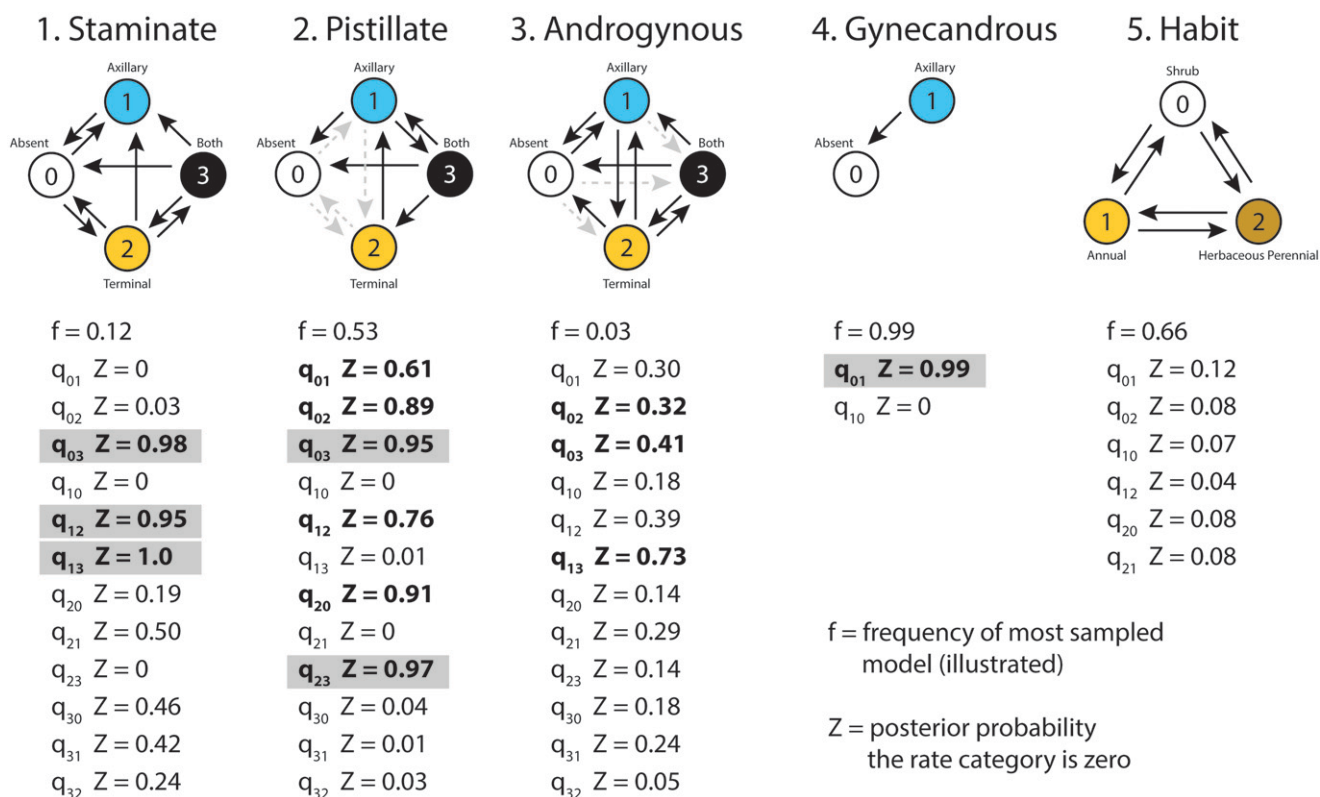 1. Staminate
Axillary
1
Absent
Both
0
3
2
Terminal
f = 0.12
q01 Z = 0
q02 Z = 0.03
q03 Z = 0.98
q10 Z = 0
q12 Z = 0.95
q13 Z = 1.0
q20 Z = 0.19
q21 Z = 0.50
q23 Z = 0
q30 Z = 0.46
q31 Z = 0.42
q32 Z = 0.24
2. Pistillate
Axillary
1
Absent
Both
0
3
2
Terminal
f = 0.53
q01 Z = 0.61
q02 Z = 0.89
q03 Z = 0.95
q10 Z = 0
q12 Z = 0.76
q13 Z = 0.01
q20 Z = 0.91
q21 Z = 0
q23 Z = 0.97
q30 Z = 0.04
q31 Z = 0.01
q32 Z = 0.03
3. Androgynous
Axillary
1
Absent
Both
0
3
2
Terminal
f = 0.03
q01 Z = 0.30
q02 Z = 0.32
q03 Z = 0.41
q10 Z = 0.18
q12 Z = 0.39
q13 Z = 0.73
q20 Z = 0.14
q21 Z = 0.29
q23 Z = 0.14
q30 Z = 0.18
q31 Z = 0.24
q32 Z = 0.05
4. Gynecandrous
Axillary
1
Absent
0
f = 0.99
q01 Z = 0.99
q10 Z = 0
5. Habit
Shrub
0
1
2
Annual
Herbaceous Perennial
f = 0.66
q01 Z = 0.12
q02 Z = 0.08
q10 Z = 0.07
q12 Z = 0.04
q20 Z = 0.08
q21 Z = 0.08
f = frequency of most sampled
model (illustrated)
Z = posterior probability
the rate category is zero